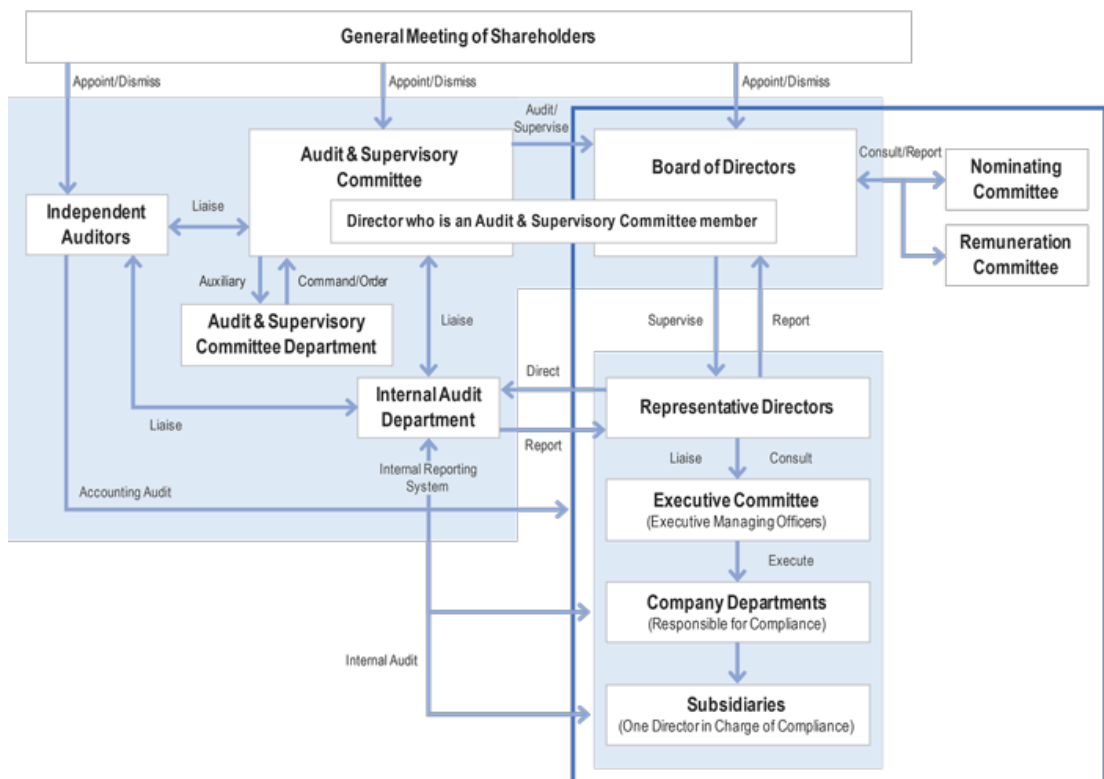 General Meeting of Shareholders
Appoint/Dismiss
Appoint/Dismiss
Appoint/Dismiss
Audit/
Supervise
Audit & Supervisory
Committee
Board of Directors
Consult/Report
Nominating
Committee
Independent
Auditors
Liaise
Director who is an Audit & Supervisory Committee member
Remuneration
Committee
Auxiliary
Command/Order
Audit & Supervisory
Committee Department
Liaise
Supervise
Report
Direct
Internal Audit
Department
Representative Directors
Liaise
Report
Liaise
Consult
Internal Reporting
System
Accounting Audit
Executive Committee
(Executive Managing Officers)
Execute
Company Departments
(Responsible for Compliance)
Internal Audit
Subsidiaries
(One Director in Charge of Compliance)